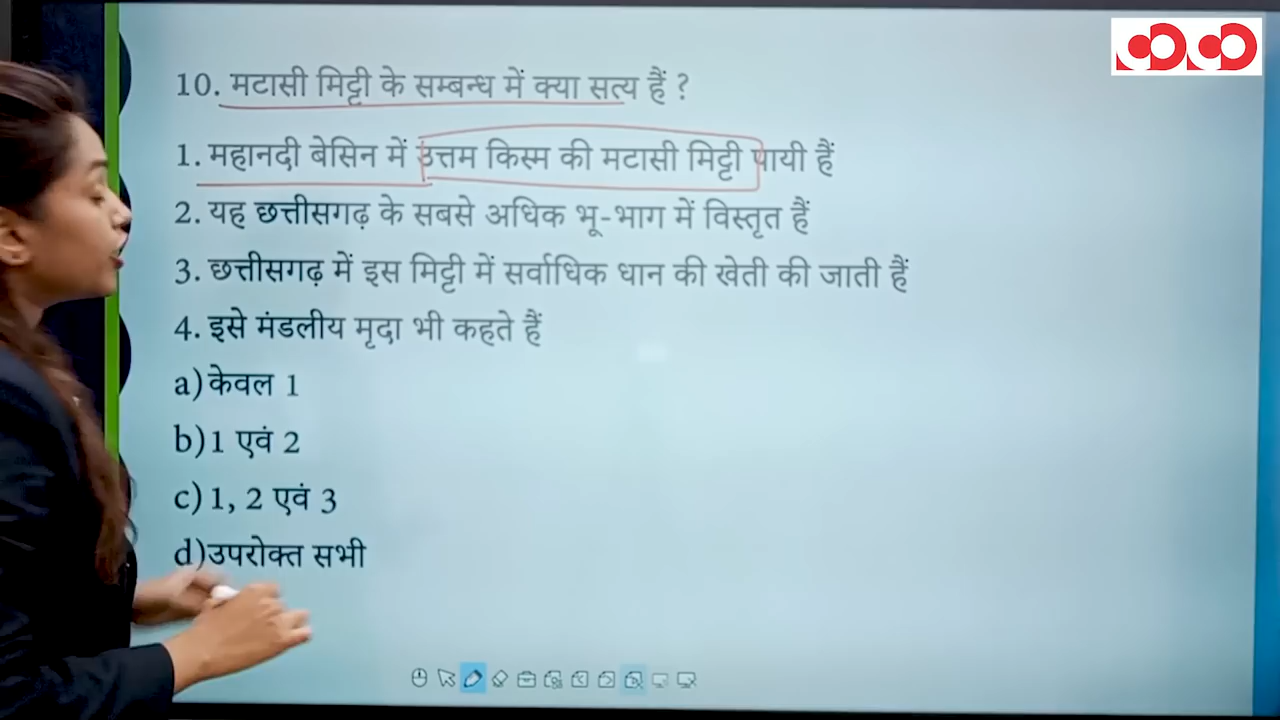 10. मटासी मिट्टी के सम्बन्ध में क्या सत्य हैं ?
1. महानदी बेसिन में उत्तम किस्म की मटासी मिट्टी पायी हैं
2. यह छत्तीसगढ़ के सबसे अधिक भू-भाग में विस्तृत हैं
3. छत्तीसगढ़ में इस मिट्टी में सर्वाधिक धान की खेती की जाती हैं
4. इसे मंडलीय मृदा भी कहते हैं
a) केवल 1
b) 1 एवं 2
c) 1, 2 एवं 3
d) उपरोक्त सभी